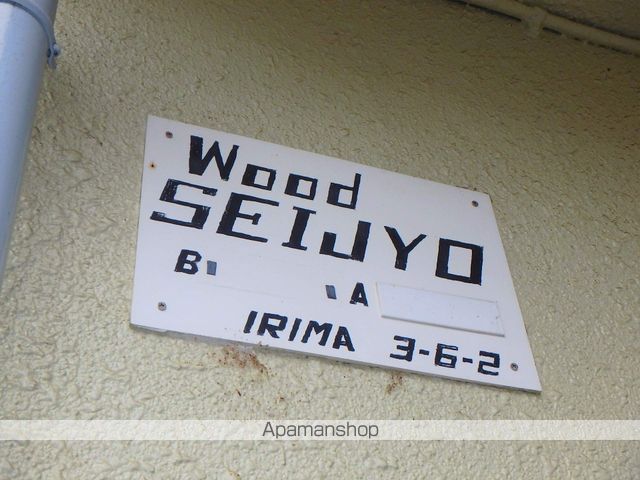 Wood
SEIJYO
B A
IRIMA 3-6-2
Apamanshop